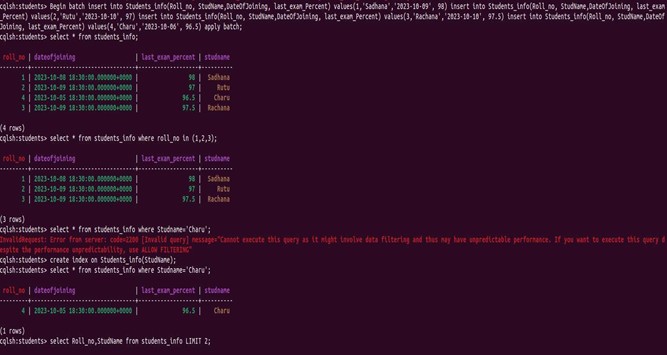 cqlsh:students> Begin batch insert into Students_info(Roll_no, StudName,DateOfJoining, last_exam_Percent) values(1,'Sadhana','2023-10-09', 98) insert into Students_info(Roll_no, StudName,DateOfJoining, last_exam
_Percent) values(2,'Rutu','2023-10-10', 97) insert into Students_info(Roll_no, StudName,DateOfJoining, last_exam_Percent) values(3,'Rachana','2023-10-10', 97.5) insert into Students_info(Roll_no, StudName,DateOf
Joining, last_exam_Percent) values(4,'Charu','2023-10-06', 96.5) apply batch;
cqlsh:students> select * from students_info;
roll_no | dateofjoining | last_exam_percent | studname
---------+---------------------------------+-------------------+----------
1 | 2023-10-08 18:30:00.000000+0000 | 98 | Sadhana
2 | 2023-10-09 18:30:00.000000+0000 | 97 | Rutu
4 | 2023-10-05 18:30:00.000000+0000 | 96.5 | Charu
3 | 2023-10-09 18:30:00.000000+0000 | 97.5 | Rachana
(4 rows)
cqlsh:students> select * from students_info where roll_no in (1,2,3);
roll_no | dateofjoining | last_exam_percent | studname
---------+---------------------------------+-------------------+----------
1 | 2023-10-08 18:30:00.000000+0000 | 98 | Sadhana
2 | 2023-10-09 18:30:00.000000+0000 | 97 | Rutu
3 | 2023-10-09 18:30:00.000000+0000 | 97.5 | Rachana
(3 rows)
cqlsh:students> select * from students_info where Studname='Charu';
InvalidRequest: Error from server: code=2200 [Invalid query] message="Cannot execute this query as it might involve data filtering and thus may have unpredictable performance. If you want to execute this query d
espite the performance unpredictability, use ALLOW FILTERING"
cqlsh:students> create index on Students_info(StudName);
cqlsh:students> select * from students_info where Studname='Charu';
roll_no | dateofjoining | last_exam_percent | studname
---------+---------------------------------+-------------------+----------
4 | 2023-10-05 18:30:00.000000+0000 | 96.5 | Charu
(1 rows)
cqlsh:students> select Roll_no,StudName from students_info LIMIT 2;